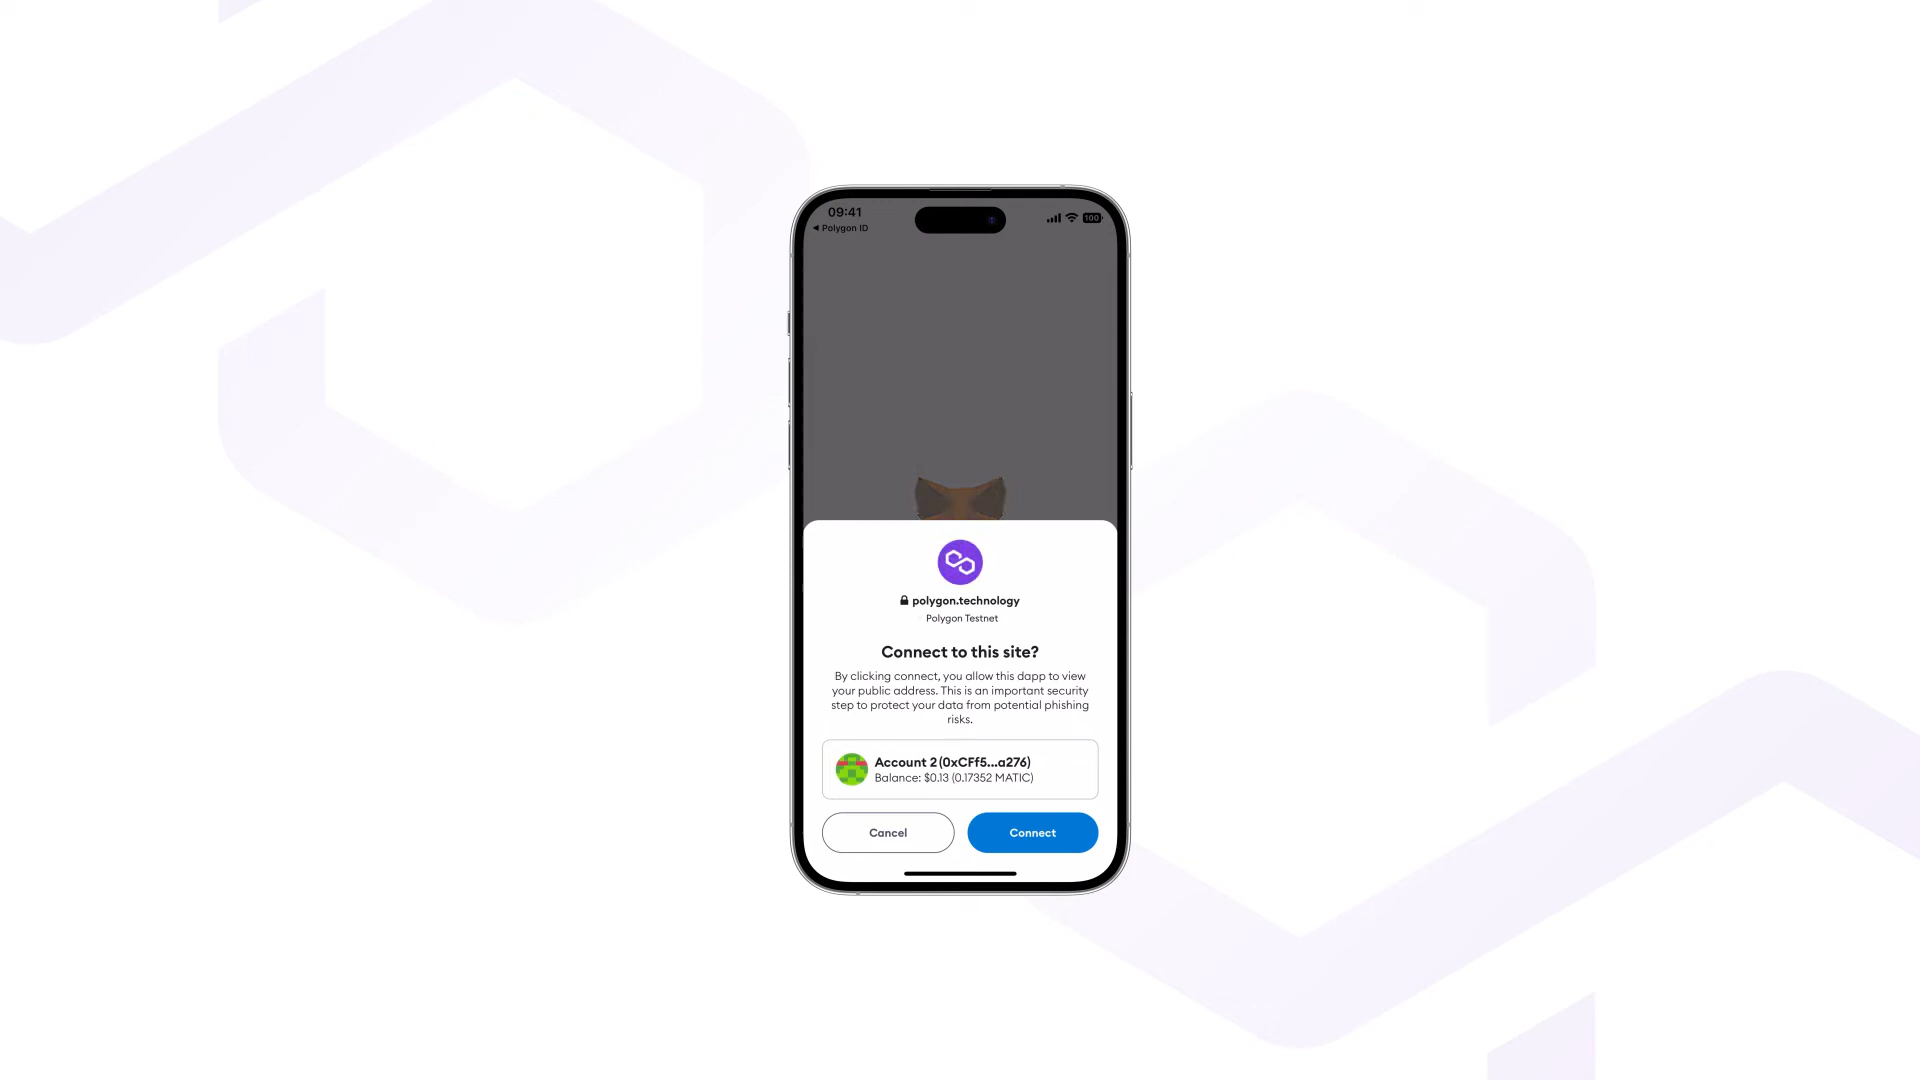 09:41
100
◀ Polygon ID
polygon.technology
Polygon Testnet
Connect to this site?
By clicking connect, you allow this dapp to view
your public address. This is an important security
step to protect your data from potential phishing
risks.
Account 2 (0xCFf5...a276)
Balance: $0.13 (0.17352 MATIC)
Cancel
Connect